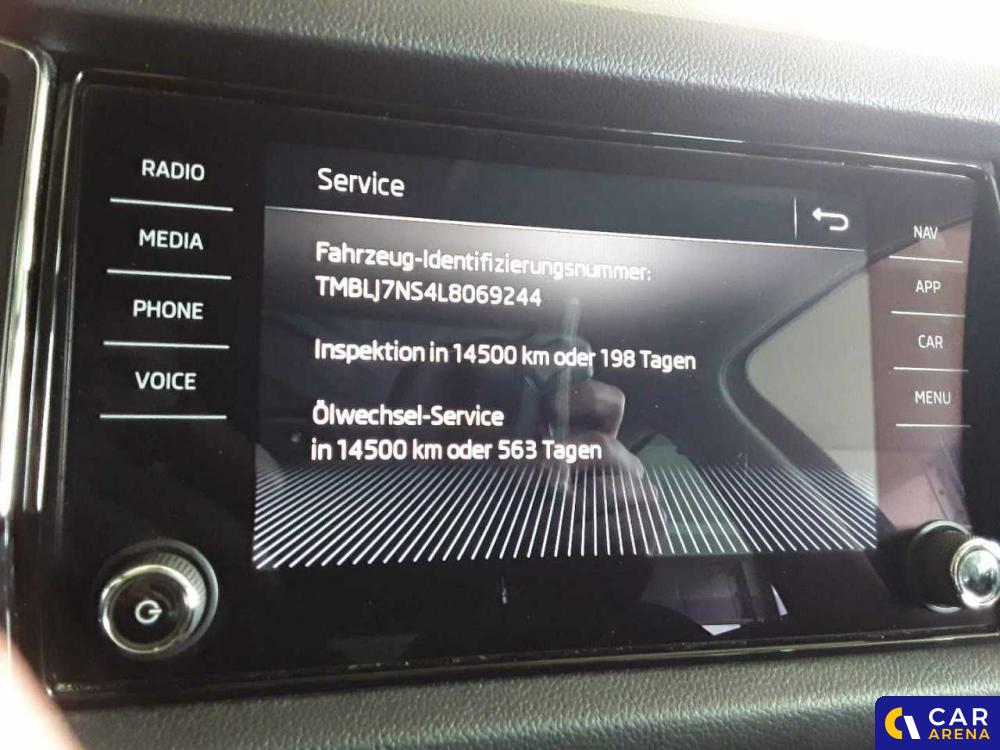 RADIO
MEDIA
PHONE
VOICE
Service
Fahrzeug-Identifizierungsnummer:
TMBLJ7NS4L8069244
Inspektion in 14500 km oder 198 Tagen
Ölwechsel-Service
in 14500 km oder 563 Tagen
NAV
APP
CAR
MENU
CAR
ARENA